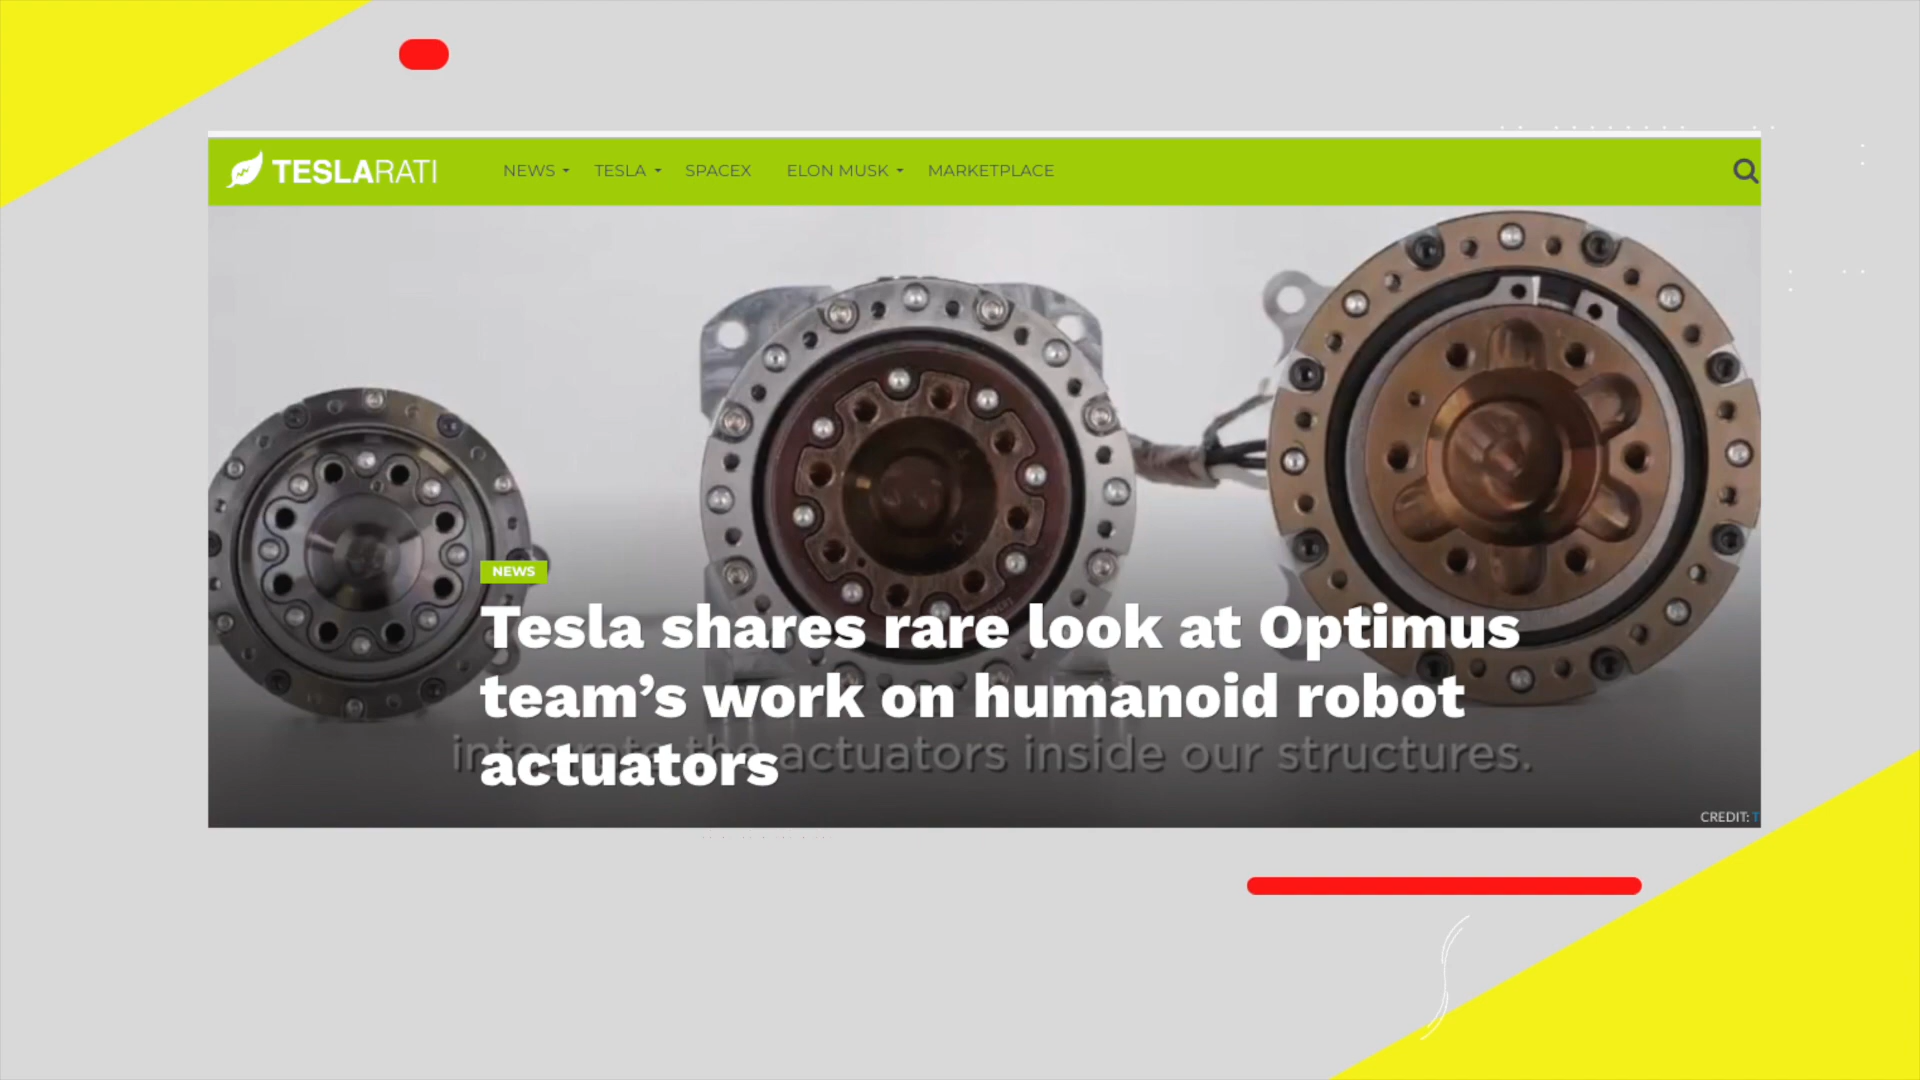 TESLARATI
NEWS TESLA SPACEX ELON MUSK MARKETPLACE
NEWS
Tesla shares rare look at Optimus
team’s work on humanoid robot
actuators
actuators inside our structures.
CREDIT: T